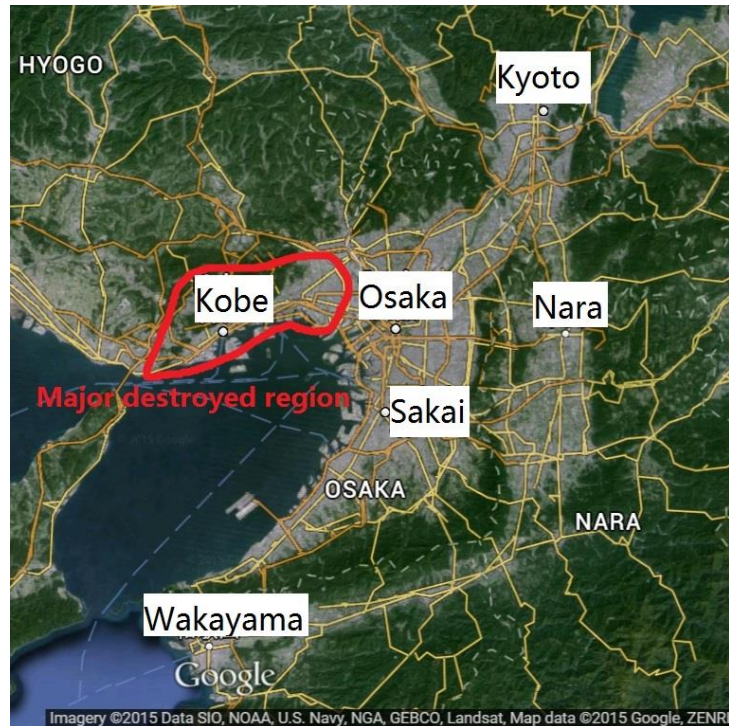 HYOGO
Kyoto
Kobe
Osaka
Nara
Major destroyed region
Sakai
OSAKA
NARA
Wakayama
Google
Imagery ©2015 Data SIO, NOAA, U.S. Navy, NGA, GEBCO, Landsat, Map data ©2015 Google, ZENRI